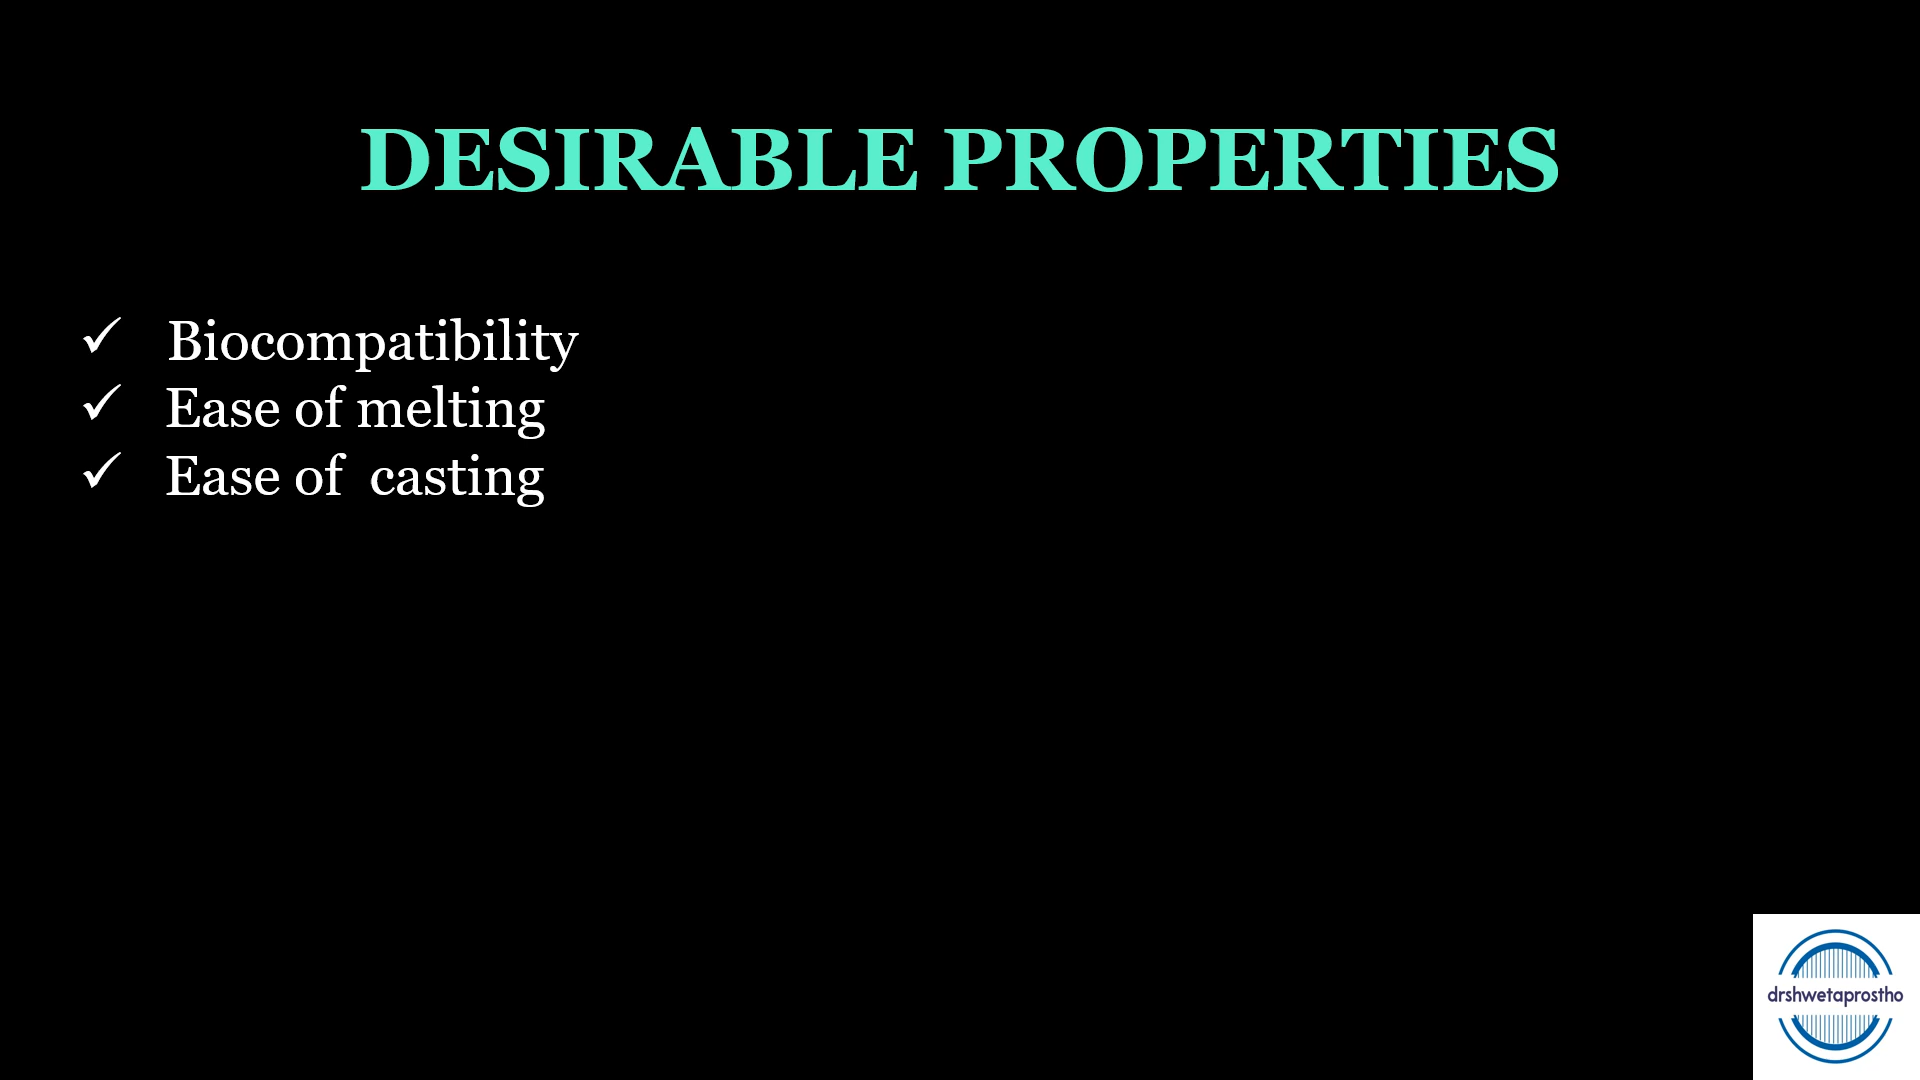 DESIRABLE PROPERTIES
✓ Biocompatibility
✓ Ease of melting
✓ Ease of  casting
drshwetaprostho